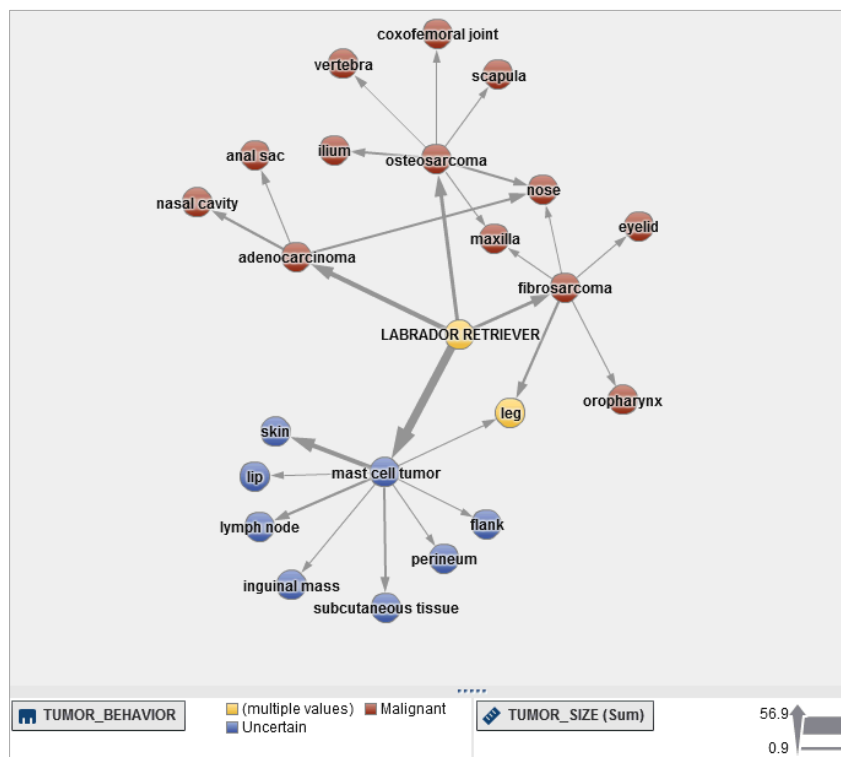 coxofemoral joint
vertebra
scapula
anal sac
ilium
osteosarcoma
nasal cavity
nose
eyelid
maxilla
adenocarcinoma
fibrosarcoma
LABRADOR RETRIEVER
oropharynx
leg
skin
mast cell tumor
lip
lymph node
flank
perineum
inguinal mass
subcutaneous tissue
TUMOR_BEHAVIOR
(multiple values)
Malignant
Uncertain
TUMOR_SIZE (Sum)
56.9
0.9